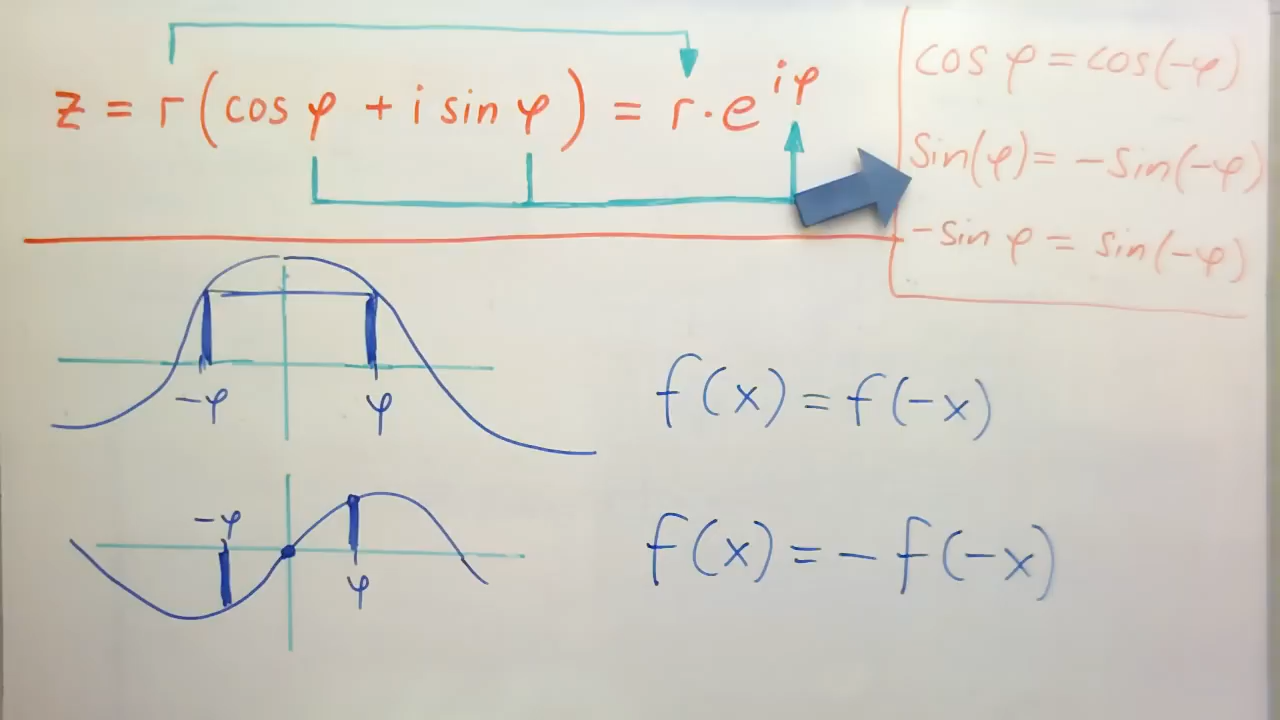 z = r(cos φ + i sin φ) = r·e^{iφ}
cos φ = cos(-φ)
Sin(φ) = -sin(-φ)
-sin φ = sin(-φ)
-φ φ
f(x) = f(-x)
-φ
φ
f(x) = - f(-x)